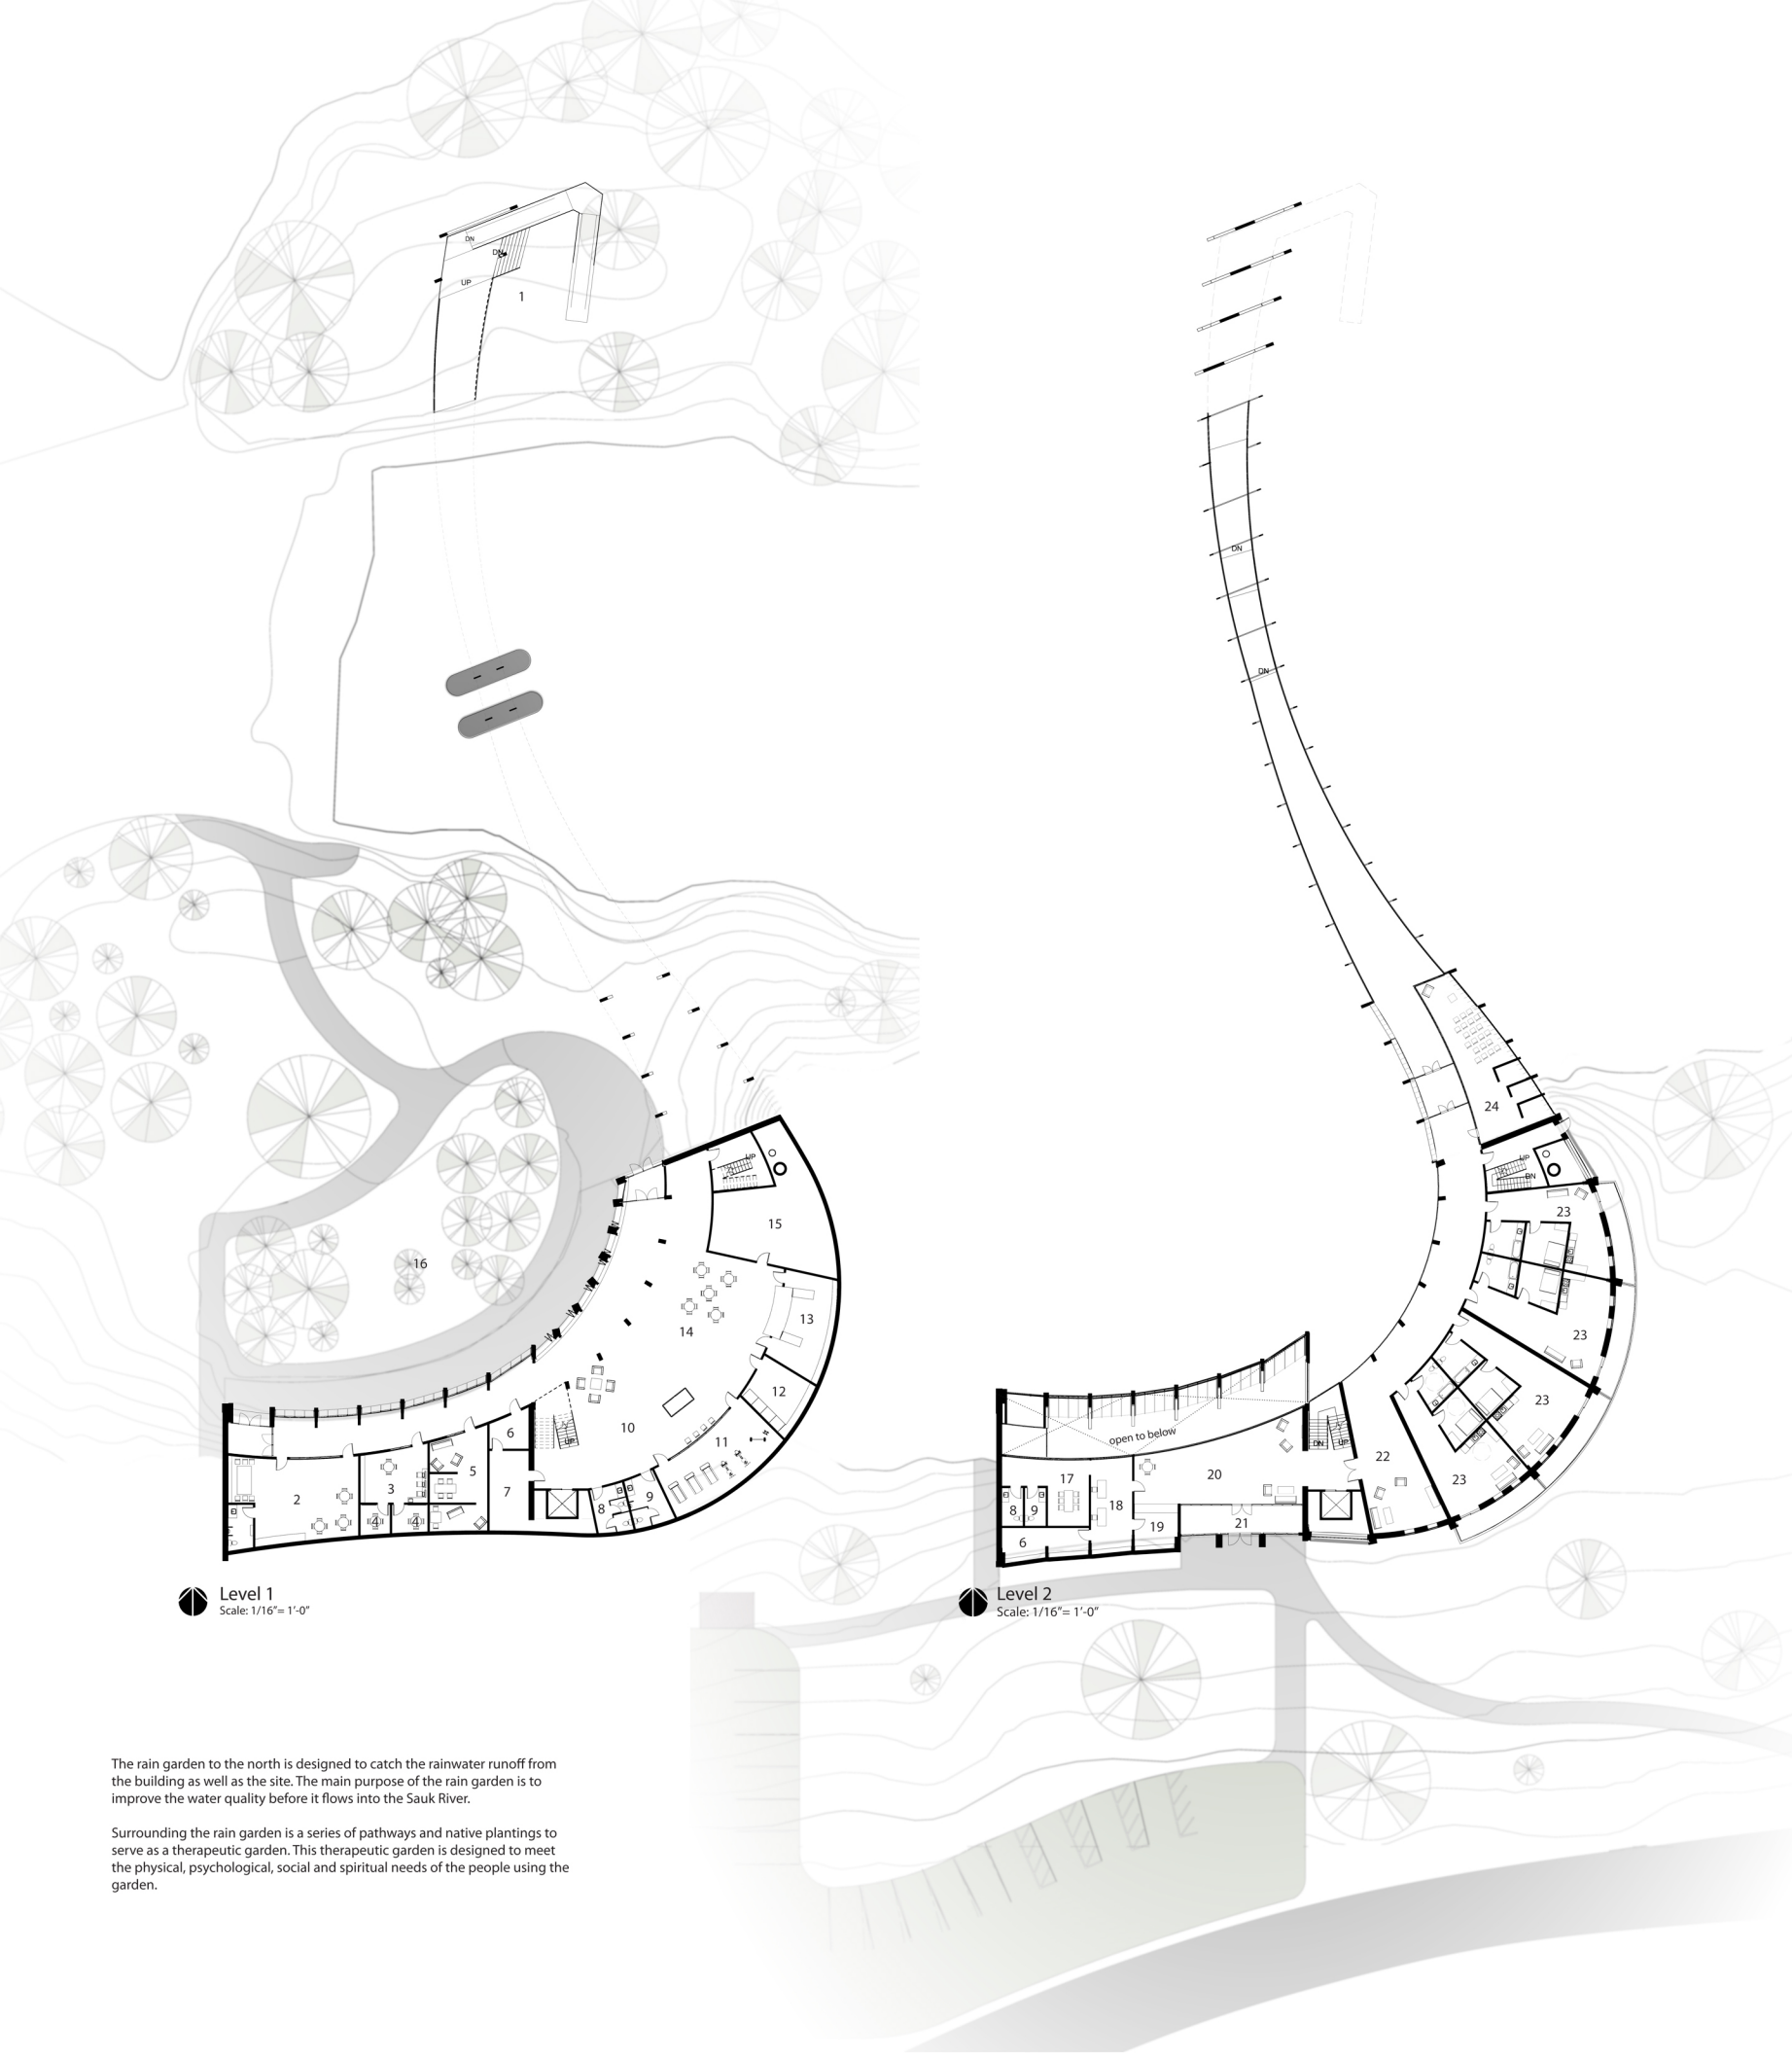 DN
DN
UP
1
UP
15
16
13
14
12
10
6
UP
11
5
3
2
7
9
8
4
4
Level 1
Scale: 1/16”= 1’-0”
DN
DN
24
UP
DN
23
23
23
open to below
DN
UP
22
17
20
23
18
8
9
21
19
6
Level 2
Scale: 1/16”= 1’-0”
The rain garden to the north is designed to catch the rainwater runoff from
the building as well as the site. The main purpose of the rain garden is to
improve the water quality before it flows into the Sauk River.
Surrounding the rain garden is a series of pathways and native plantings to
serve as a therapeutic garden. This therapeutic garden is designed to meet
the physical, psychological, social and spiritual needs of the people using the
garden.